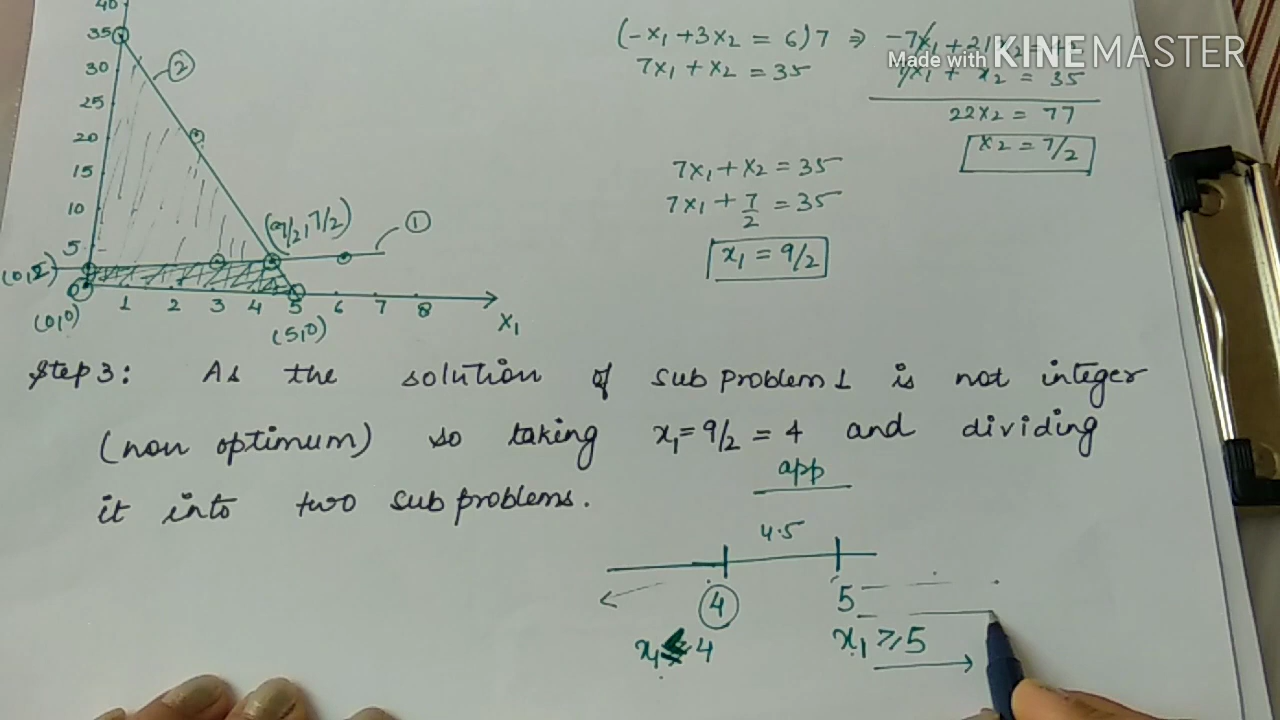 40
35
30
25
20
15
10
5
②
①
(9/2, 7/2)
(0,2)
0
(0,0)
1 2 3 4 5 6 7 8
(5,0)
X1
(-x1 + 3x2 = 6)7 ⇒ -7x1 + 21x2 =
7x1 + x2 = 35
7x1 + x2 = 35
22x2 = 77
x2 = 7/2
Made with KINEMASTER
7x1 + x2 = 35
7x1 + 7/2 = 35
x1 = 9/2
Step 3: As the solution of sub problem 1 is not integer
(non optimum) so taking x1 = 9/2 = 4 and dividing
app
it into two sub problems.
4.5
4 5
x1 ≤ 4 x1 ≥ 5